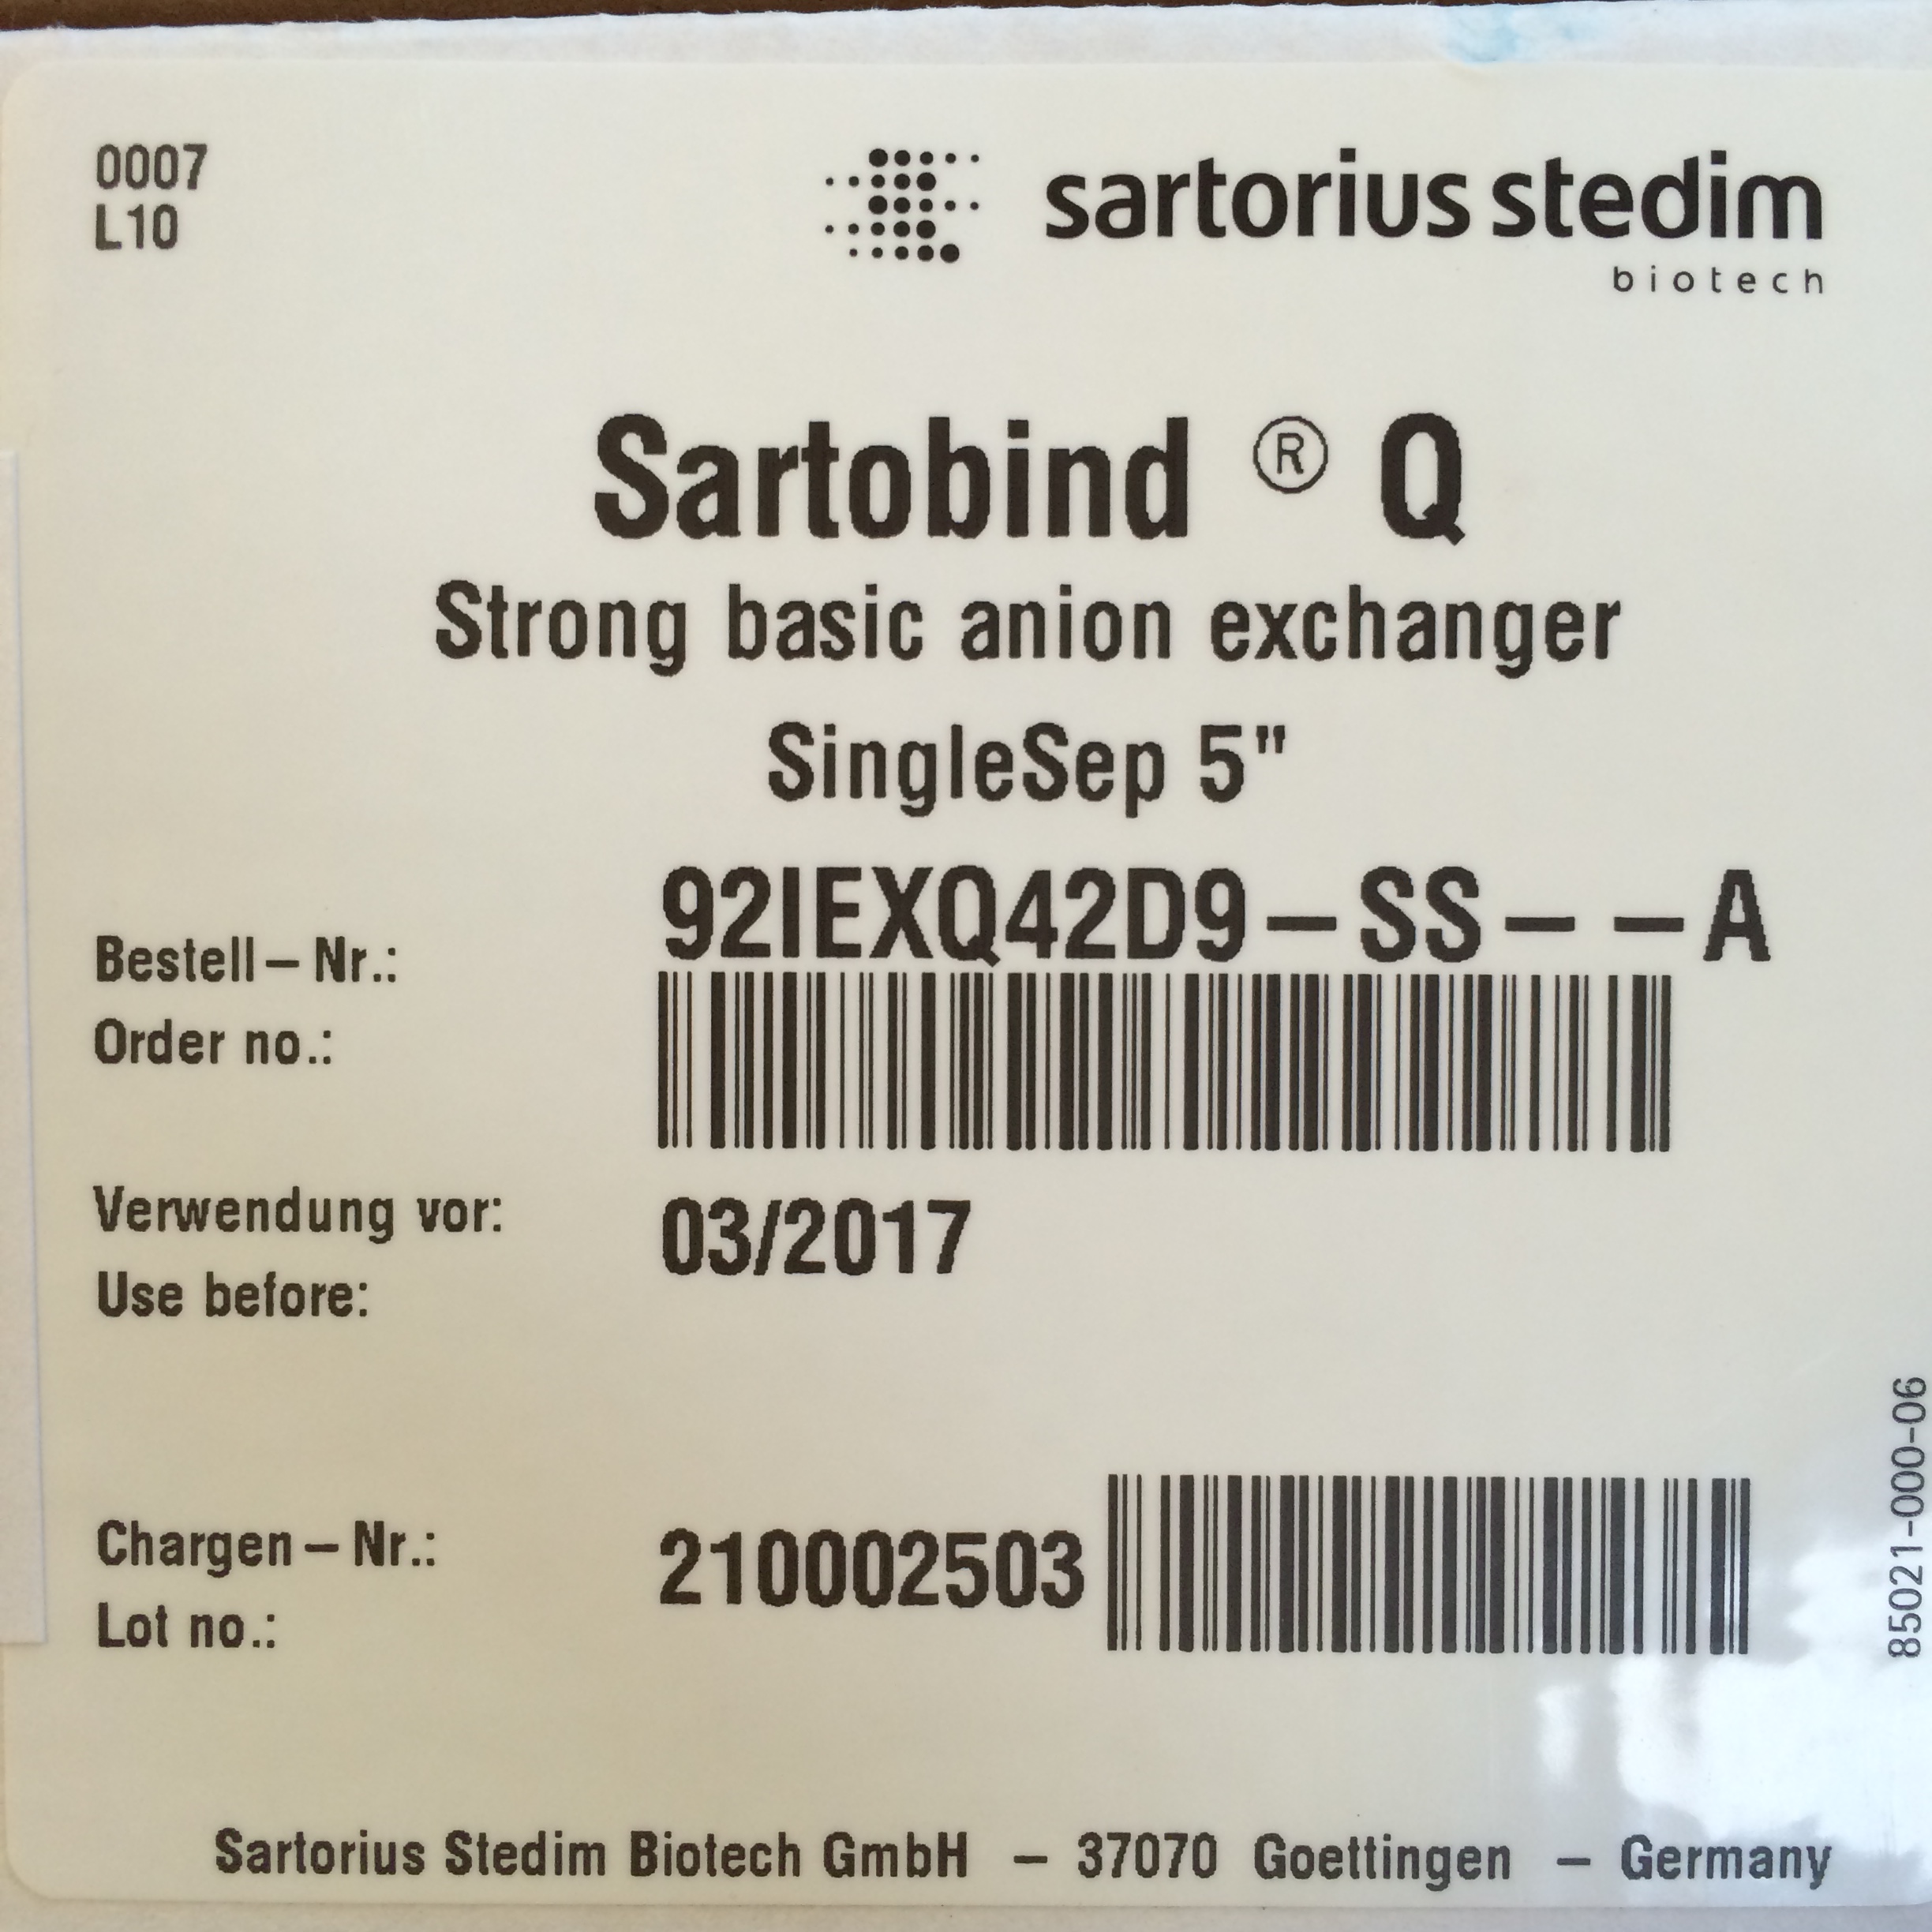 0007
L10
sartorius stedim
biotech
Sartobind ® Q
Strong basic anion exchanger
SingleSep 5"
92IEXQ42D9-SS--A
Bestell-Nr.:
Order no.:
Verwendung vor:
03/2017
Use before:
Chargen-Nr.:
210002503
Lot no.:
85021-000-06
Sartorius Stedim Biotech GmbH - 37070 Goettingen - Germany